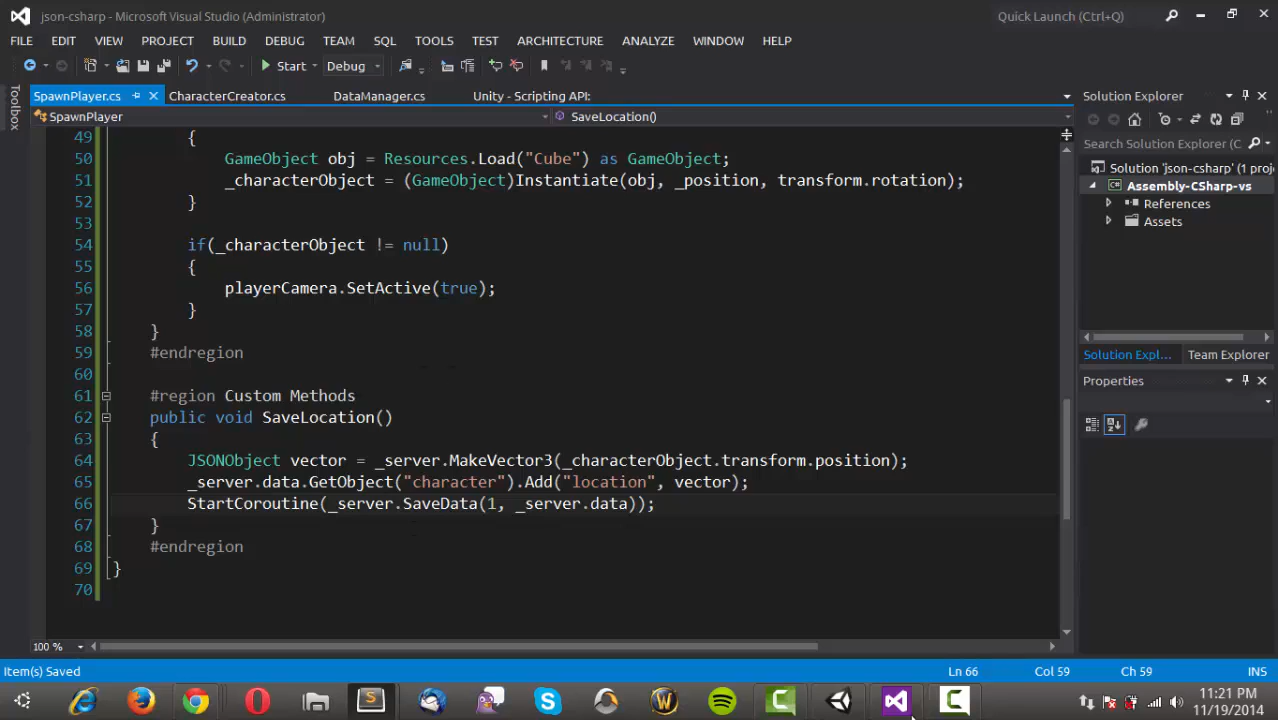 json-csharp - Microsoft Visual Studio (Administrator)
Quick Launch (Ctrl+Q)
FILE EDIT VIEW PROJECT BUILD DEBUG TEAM SQL TOOLS TEST ARCHITECTURE ANALYZE WINDOW HELP
Start Debug
Toolbox
SpawnPlayer.cs CharacterCreator.cs DataManager.cs Unity - Scripting API:
SpawnPlayer SaveLocation()
49 {
50 GameObject obj = Resources.Load("Cube") as GameObject;
51 _characterObject = (GameObject)Instantiate(obj, _position, transform.rotation);
52 }
53
54 if(_characterObject != null)
55 {
56 playerCamera.SetActive(true);
57 }
58 }
59 #endregion
60
61 #region Custom Methods
62 public void SaveLocation()
63 {
64 JSONObject vector = _server.MakeVector3(_characterObject.transform.position);
65 _server.data.GetObject("character").Add("location", vector);
66 StartCoroutine(_server.SaveData(1, _server.data));
67 }
68 #endregion
69 }
70
100 %
Solution Explorer
Search Solution Explorer (C
Solution 'json-csharp' (1 proj
Assembly-CSharp-vs
References
Assets
Solution Expl... Team Explorer
Properties
Item(s) Saved Ln 66 Col 59 Ch 59 INS
11:21 PM
11/19/2014